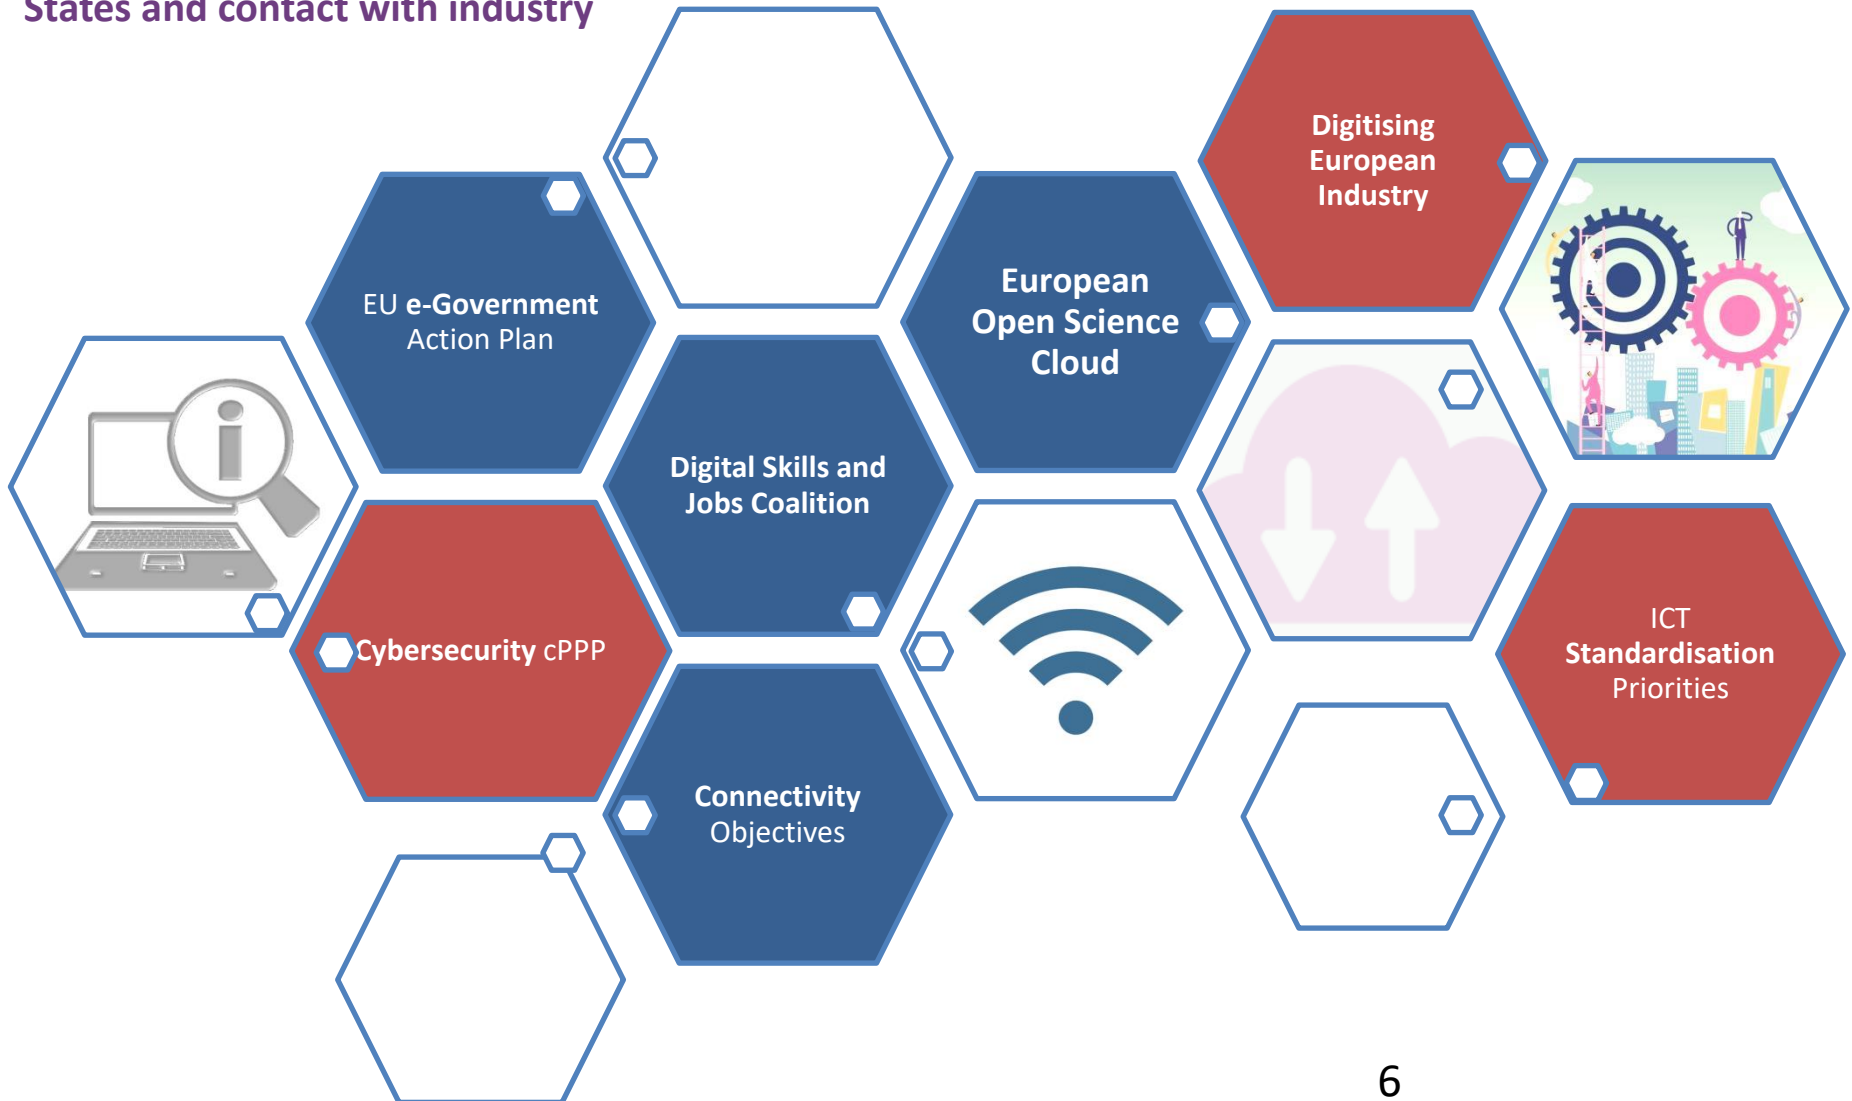 States and contact with industry
Digitising
European
Industry
EU e-Government
Action Plan
European
Open Science
Cloud
Digital Skills and
Jobs Coalition
Cybersecurity cPPP
ICT
Standardisation
Priorities
Connectivity
Objectives
6